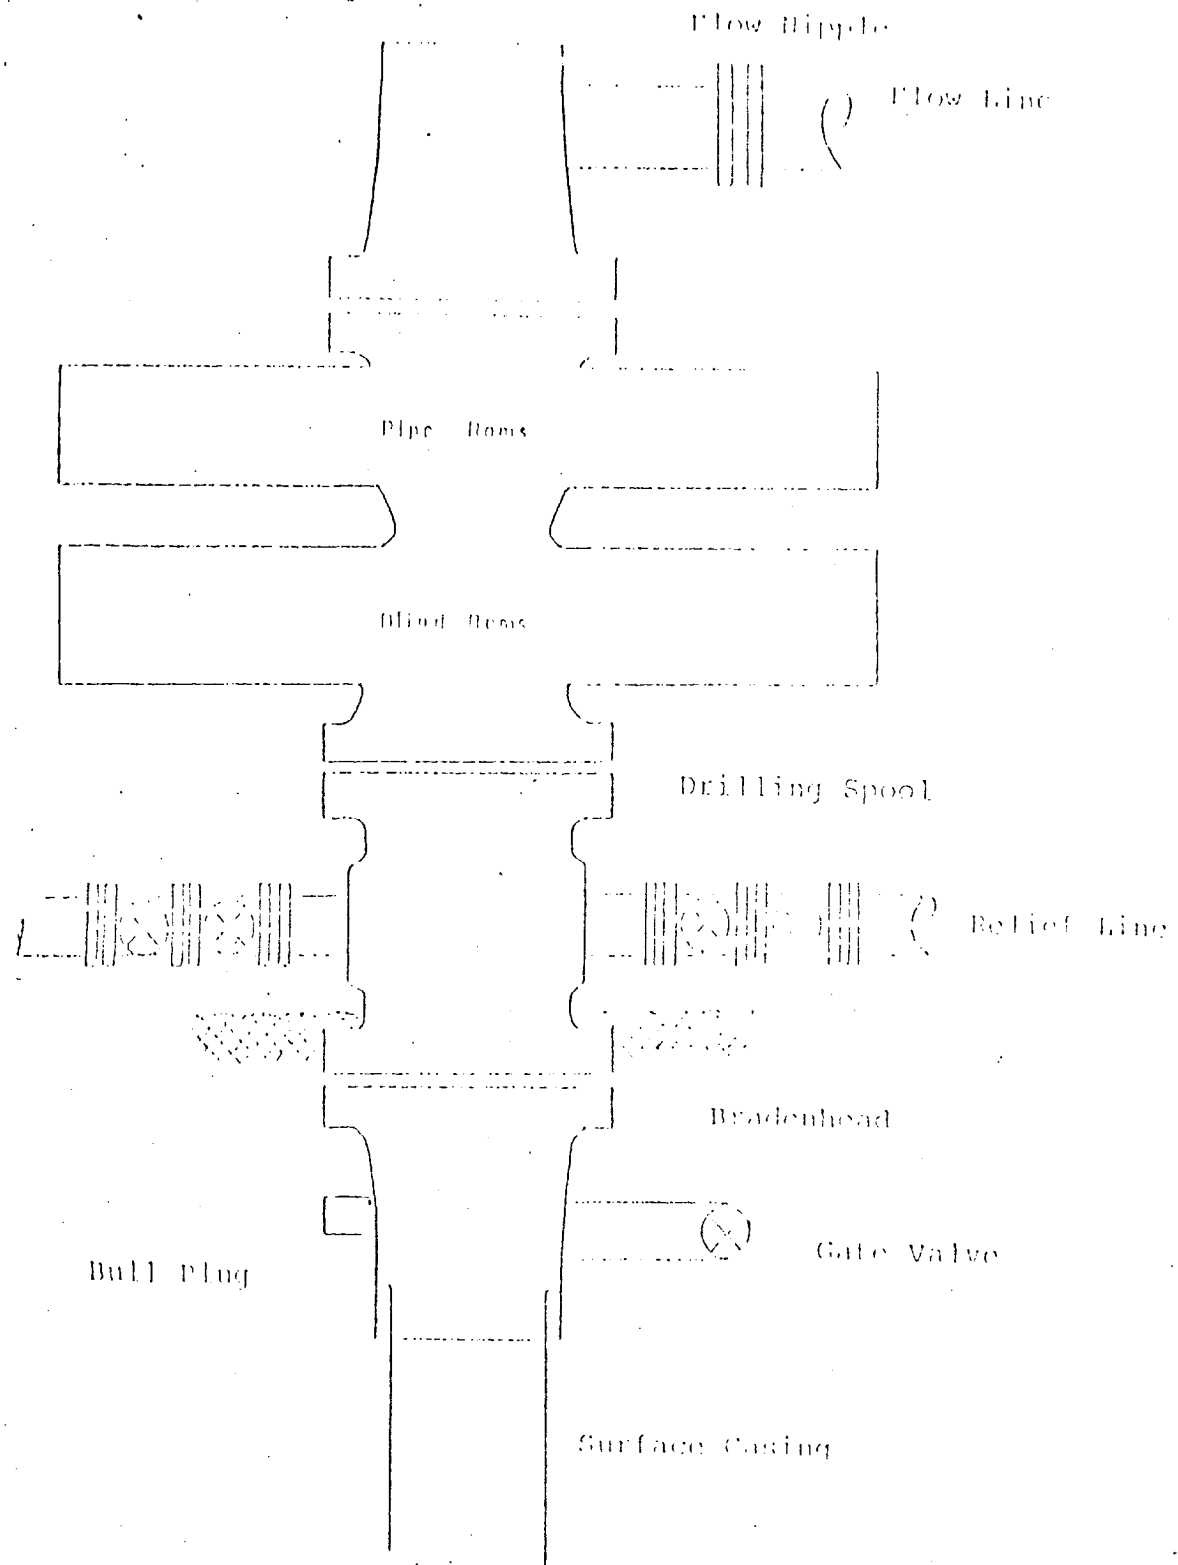 Flow Nipple
Flow Line
Pipe Rams
Blind Rams
Drilling Spool
Relief Line
Bradenhead
Gate Valve
Bull Plug
Surface Casing